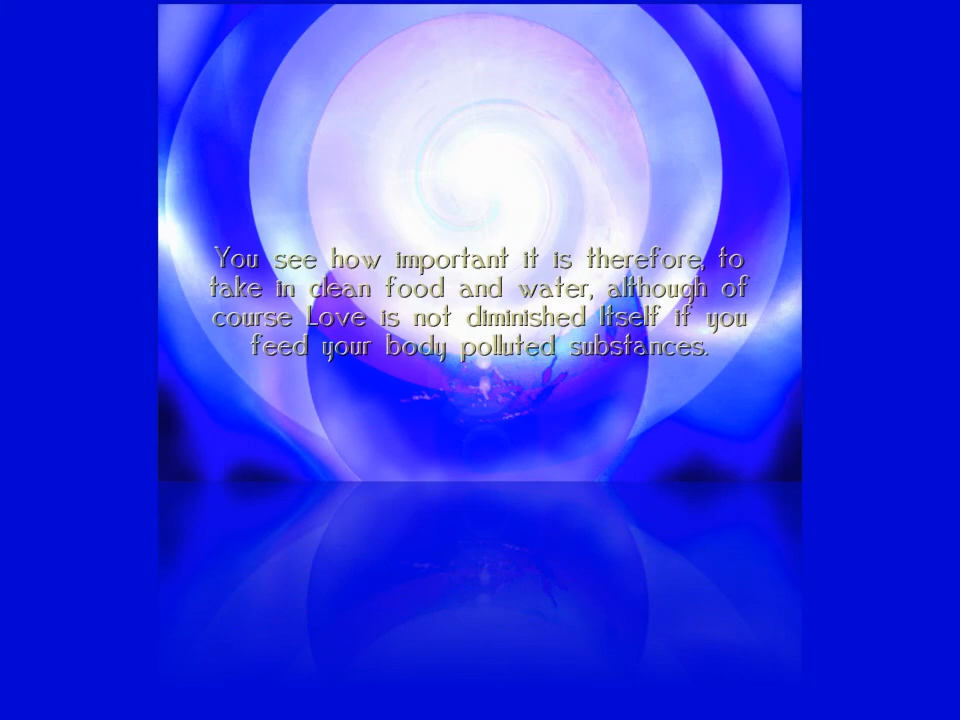 You see how important it is therefore, to
take in clean food and water, although of
course Love is not diminished Itself if you
feed your body polluted substances.